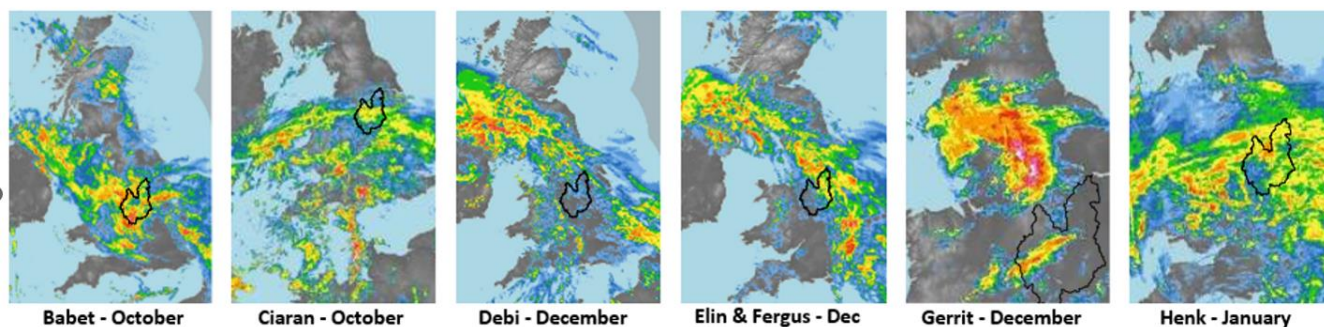 Babet - October
Ciaran - October
Debi - December
Elin & Fergus - Dec
Gerrit - December
Henk - January